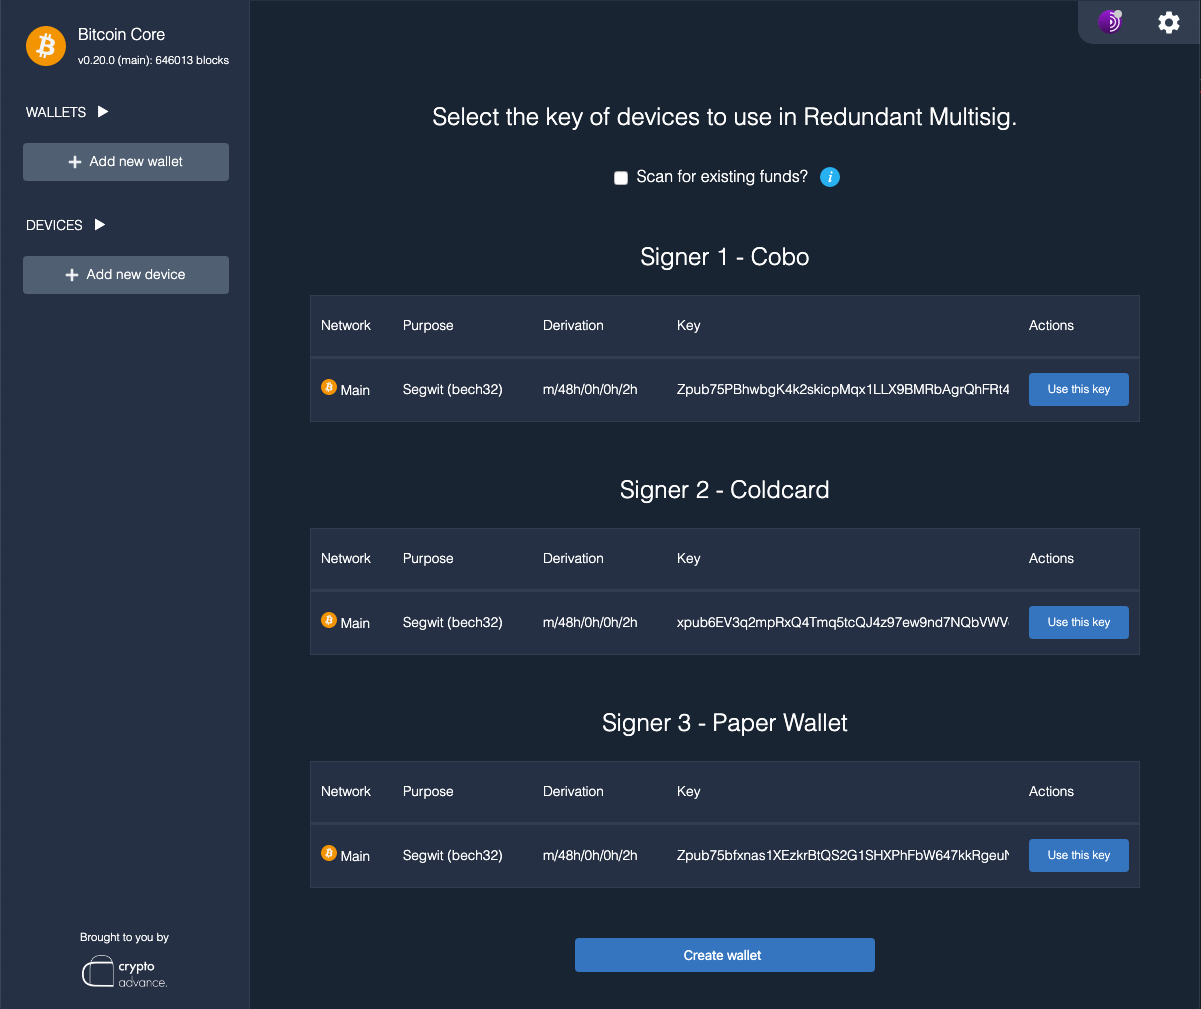 Bitcoin Core
v0.20.0 (main): 646013 blocks
WALLETS
Add new wallet
DEVICES
Add new device
Select the key of devices to use in Redundant Multisig.
Scan for existing funds?
Signer 1 - Cobo
Network Purpose Derivation Key Actions
Main Segwit (bech32) m/48h/0h/0h/2h Zpub75PBhwbgK4k2skicpMqx1LLX9BMRbAgrQhFRt4 Use this key
Signer 2 - Coldcard
Network Purpose Derivation Key Actions
Main Segwit (bech32) m/48h/0h/0h/2h xpub6EV3q2mpRxQ4Tmq5tcQJ4z97ew9nd7NQbVWV Use this key
Signer 3 - Paper Wallet
Network Purpose Derivation Key Actions
Main Segwit (bech32) m/48h/0h/0h/2h Zpub75bfxnas1XEzkrBtQS2G1SHXPhFbW647kkRgeu Use this key
Create wallet
Brought to you by
crypto
advance.